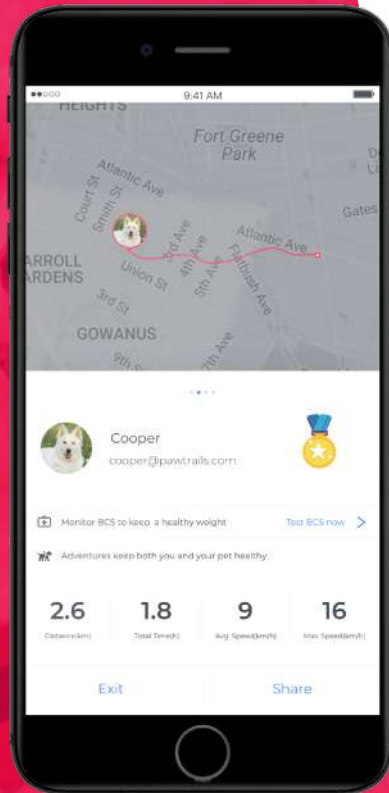 9:41 AM
HEIGHTS
Fort Greene
Park
Atlantic Ave
Court St
Smith St
Gates
3rd Ave
4th Ave
5th Ave
Atlantic Ave
Flatbush Ave
ARROLL
ARDENS
Union St
3rd St
GOWANUS
9th
7th Ave
Cooper
cooper@pawtrails.com
Monitor BCS to keep a healthy weight
Test BCS now
Adventures keep both you and your pet healthy
2.6 1.8 9 16
Distance(km) Total Time(h) Avg. Speed(km/h) Max. Speed(km/h)
Exit Share